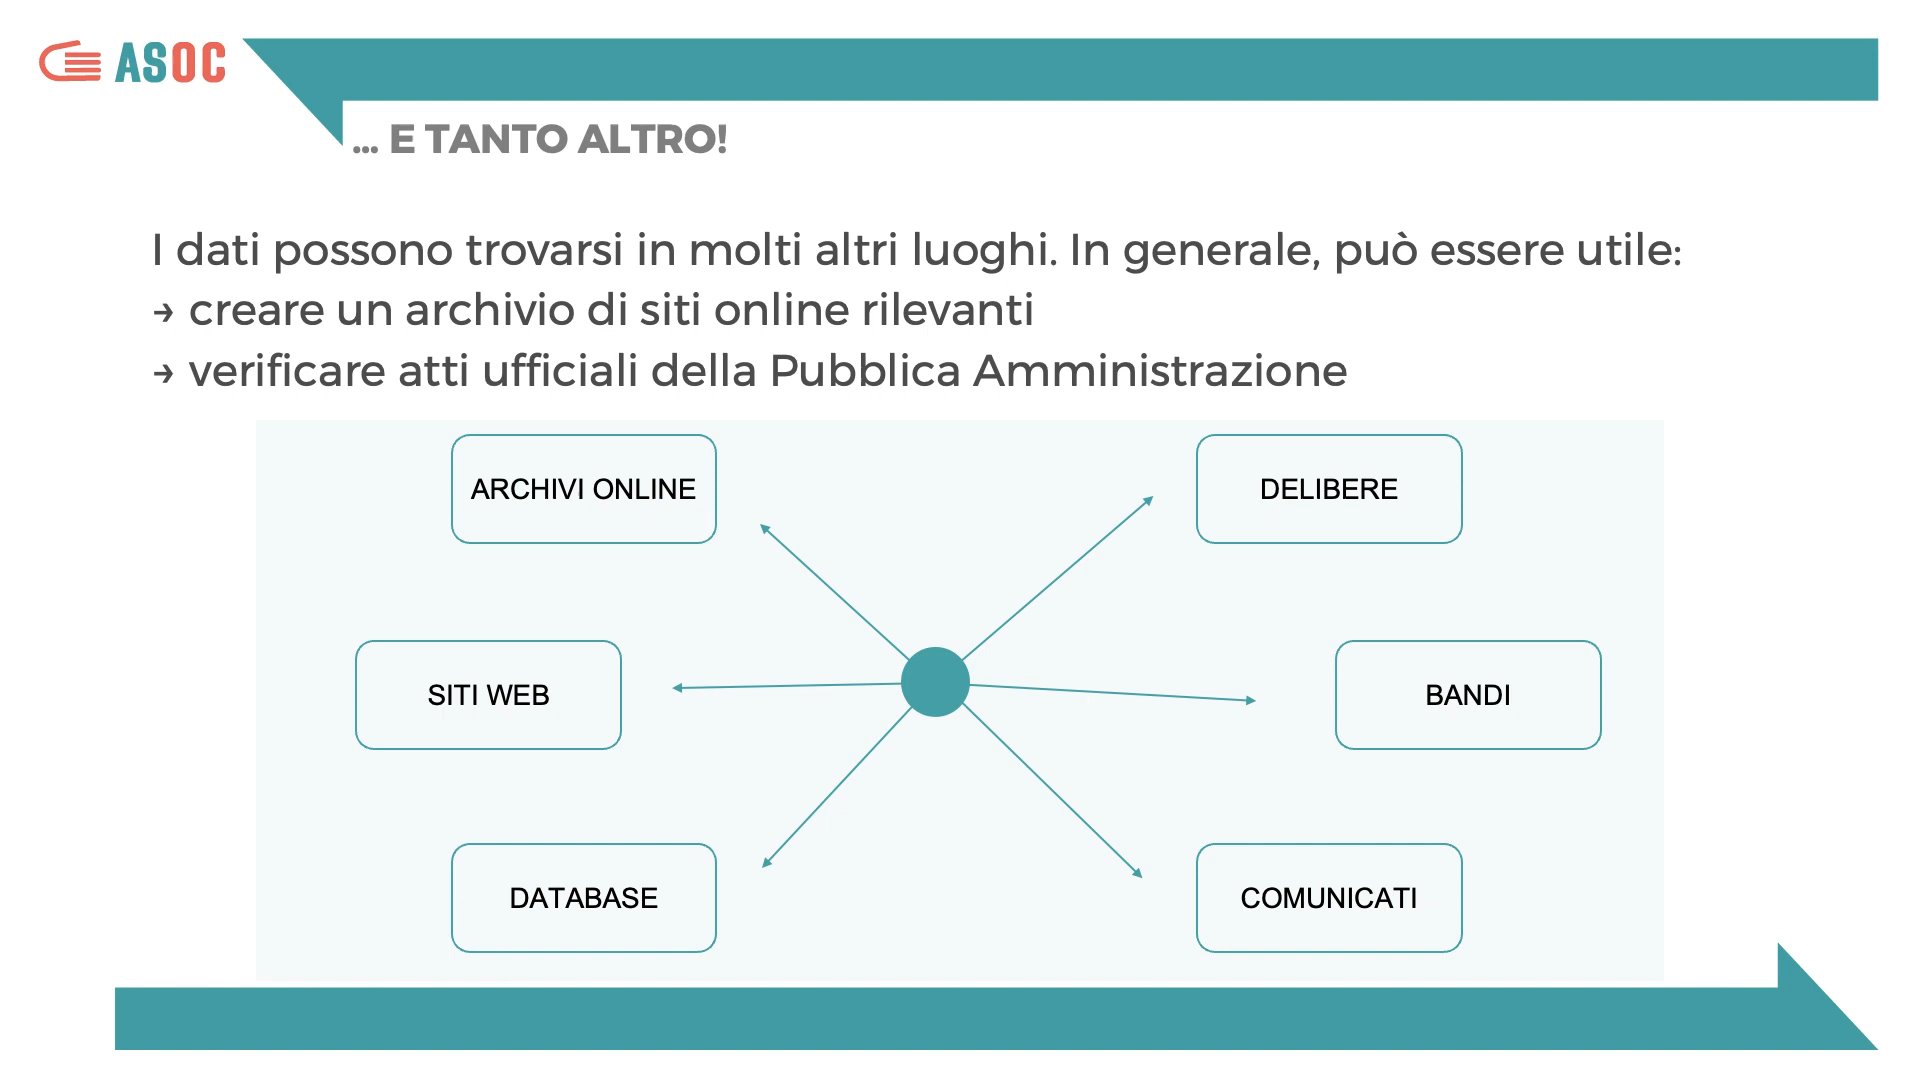 ASOC
... E TANTO ALTRO!
I dati possono trovarsi in molti altri luoghi. In generale, può essere utile:
→ creare un archivio di siti online rilevanti
→ verificare atti ufficiali della Pubblica Amministrazione
ARCHIVI ONLINE
DELIBERE
SITI WEB
BANDI
DATABASE
COMUNICATI